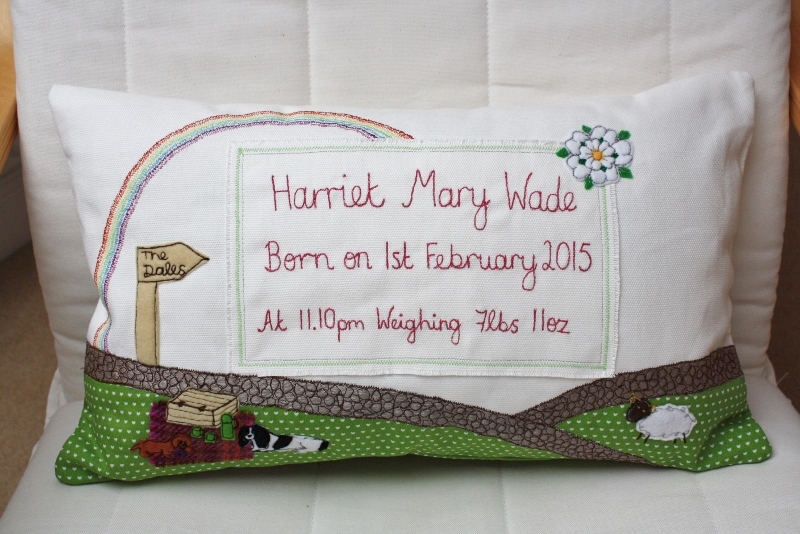 Harriet Mary Wade
Born on 1st February 2015
At 11.10pm Weighing 7lbs 11oz
The
Dales